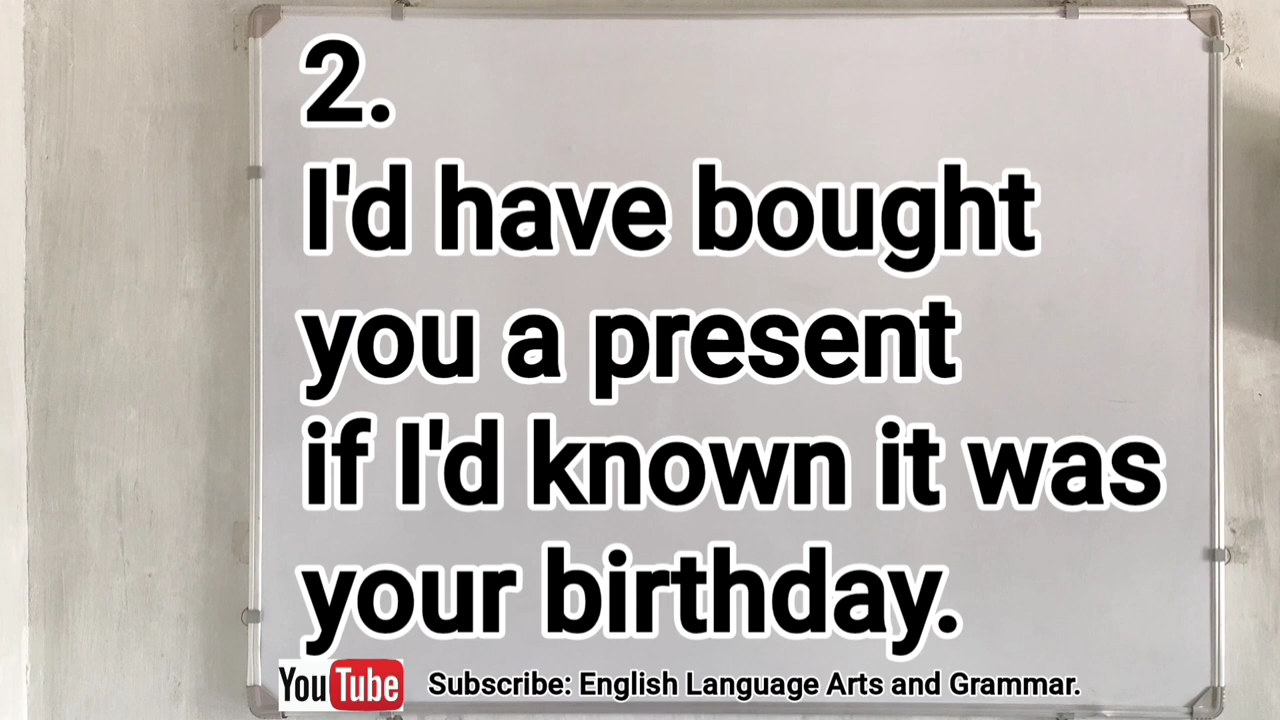 2.
I'd have bought
you a present
if I'd known it was
your birthday.
YouTube Subscribe: English Language Arts and Grammar.